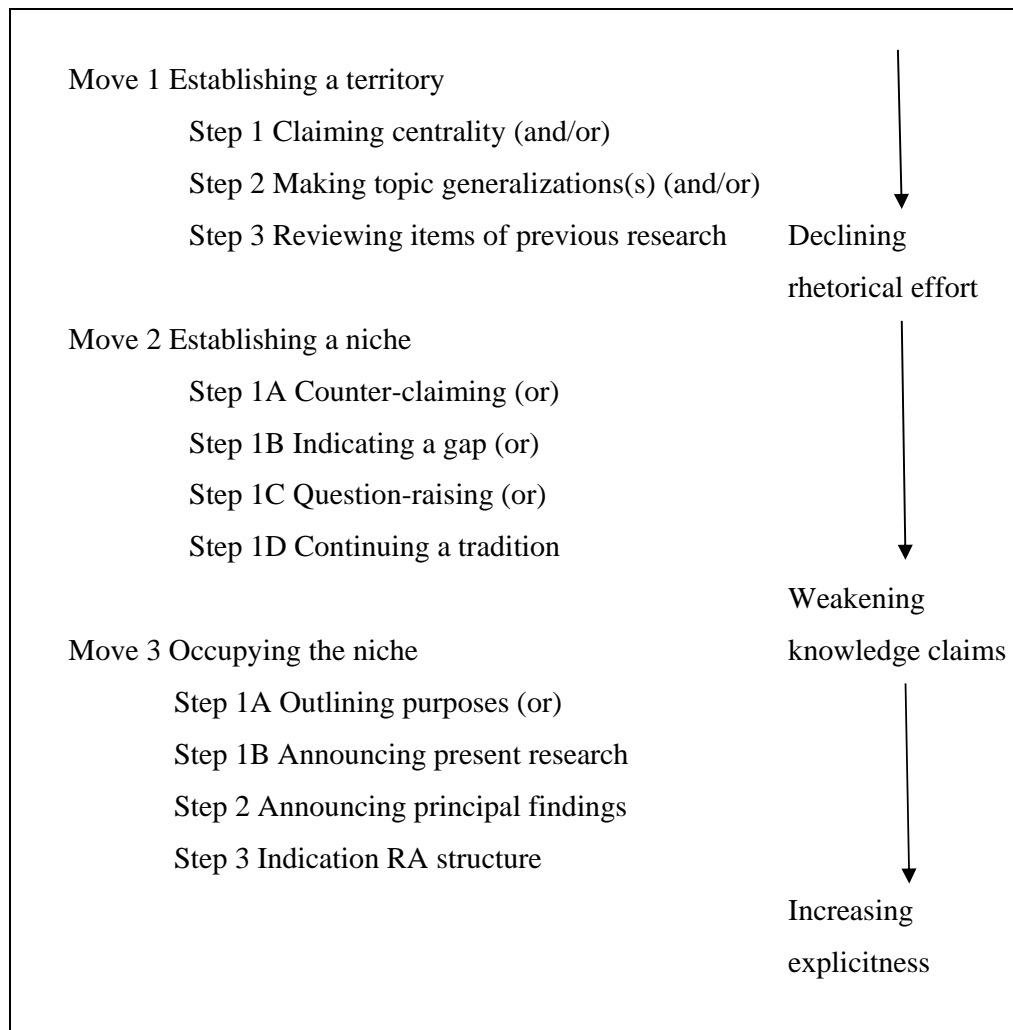 Move 1 Establishing a territory
Step 1 Claiming centrality (and/or)
Step 2 Making topic generalizations(s) (and/or)
Step 3 Reviewing items of previous research
Declining
rhetorical effort
Move 2 Establishing a niche
Step 1A Counter-claiming (or)
Step 1B Indicating a gap (or)
Step 1C Question-raising (or)
Step 1D Continuing a tradition
Weakening
knowledge claims
Move 3 Occupying the niche
Step 1A Outlining purposes (or)
Step 1B Announcing present research
Step 2 Announcing principal findings
Step 3 Indication RA structure
Increasing
explicitness